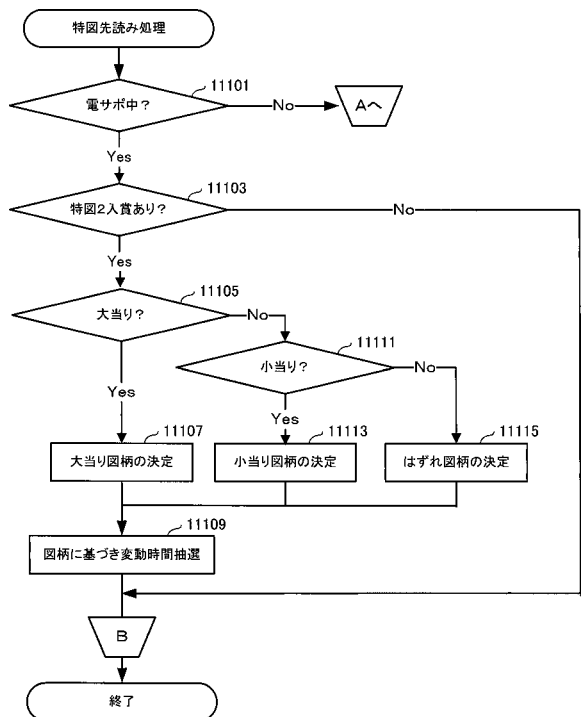 特図先読み処理
11101
電サポ中？
No
Aへ
Yes
11103
特図2入賞あり？
No
Yes
11105
大当り？
No
11111
小当り？
No
Yes
Yes
11107
11113
11115
大当り図柄の決定
小当り図柄の決定
はずれ図柄の決定
11109
図柄に基づき変動時間抽選
B
終了